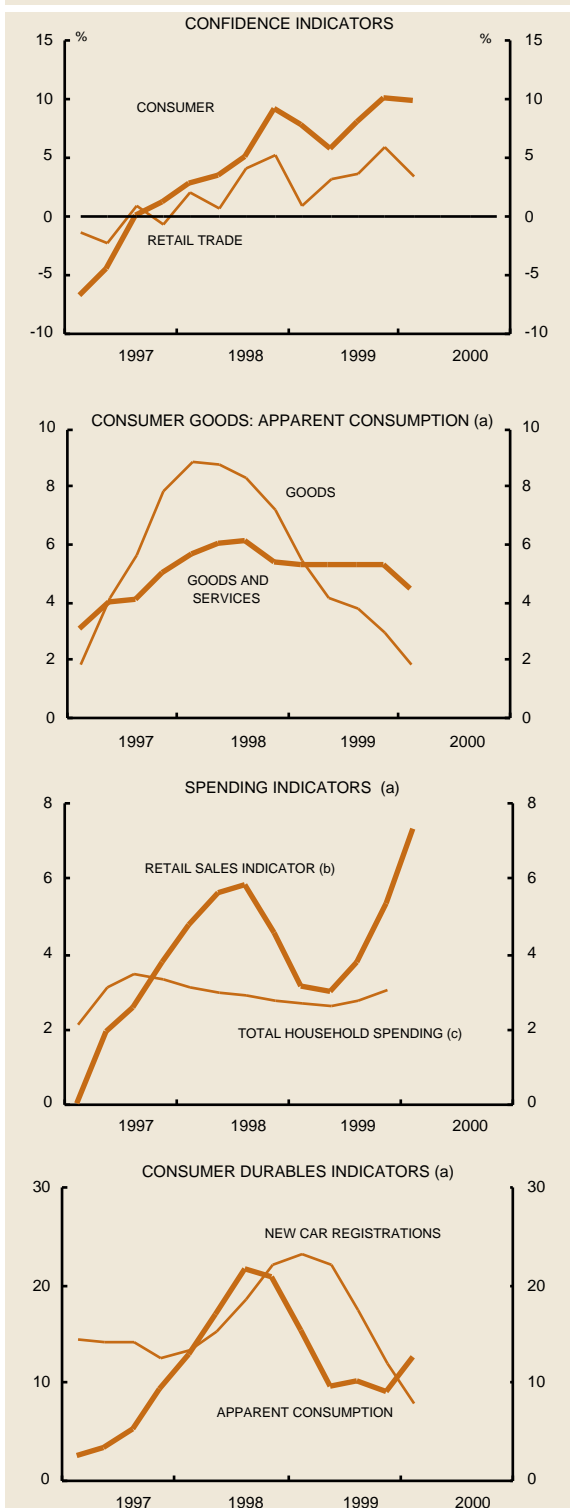 CONFIDENCE INDICATORS
15 % % 15
CONSUMER
10 10
5 5
0 0
RETAIL TRADE
-5 -5
-10 -10
1997 1998 1999 2000
CONSUMER GOODS: APPARENT CONSUMPTION (a)
10 10
8 8
GOODS
6 6
GOODS AND
SERVICES
4 4
2 2
0 0
1997 1998 1999 2000
SPENDING INDICATORS (a)
8 8
RETAIL SALES INDICATOR (b)
6 6
4 4
TOTAL HOUSEHOLD SPENDING (c)
2 2
0 0
1997 1998 1999 2000
CONSUMER DURABLES INDICATORS (a)
30 30
NEW CAR REGISTRATIONS
20 20
10 10
APPARENT CONSUMPTION
0 0
1997 1998 1999 2000